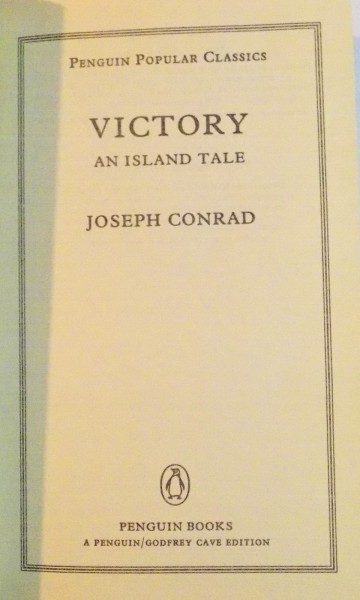 PENGUIN POPULAR CLASSICS
VICTORY
AN ISLAND TALE
JOSEPH CONRAD
PENGUIN BOOKS
A PENGUIN/GODFREY CAVE EDITION